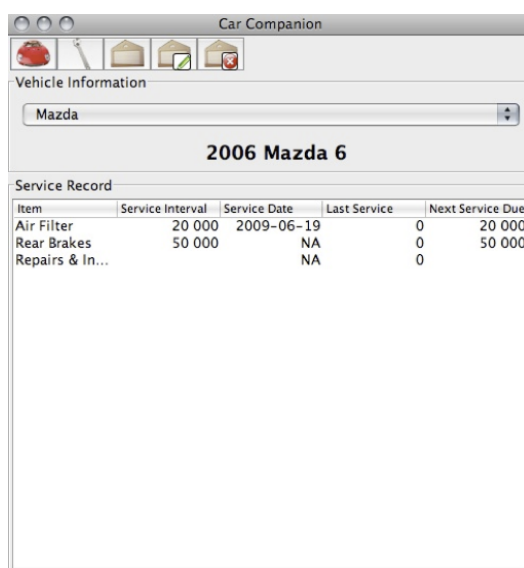 Car Companion
Vehicle Information
Mazda
2006 Mazda 6
Service Record
Item Service Interval Service Date Last Service Next Service Due
Air Filter 20 000 2009-06-19 0 20 000
Rear Brakes 50 000 NA 0 50 000
Repairs & In... NA 0